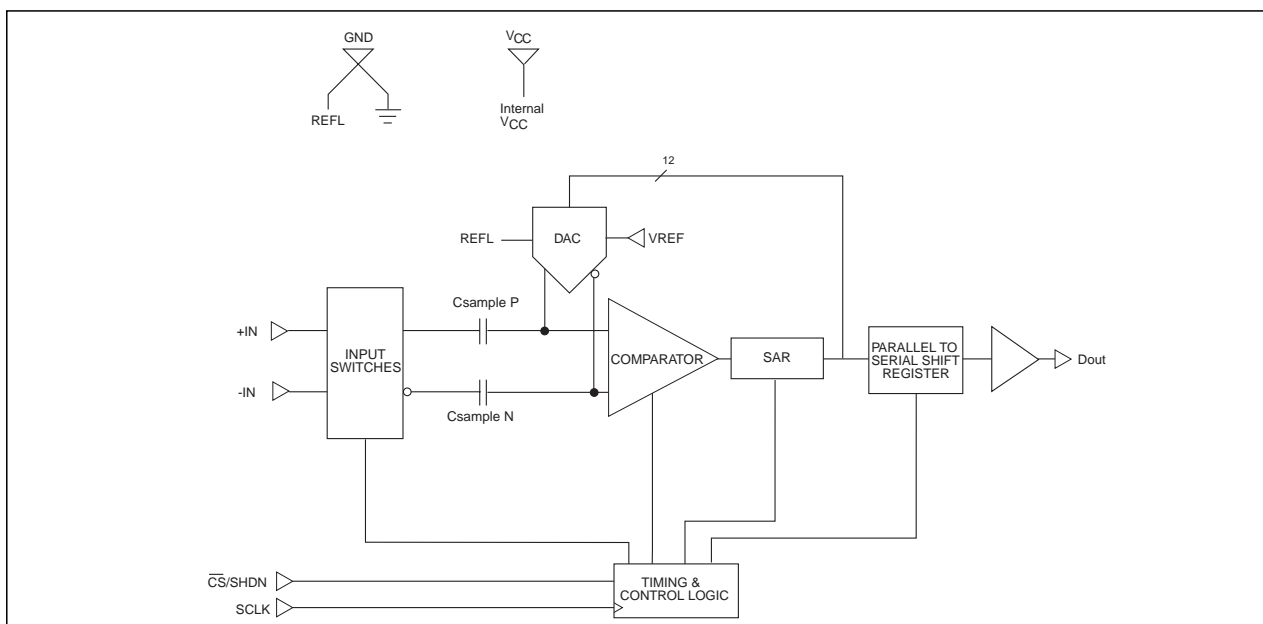 GND
VCC
REFL
Internal
VCC
12
REFL
DAC
VREF
Csample P
+IN
INPUT
SWITCHES
COMPARATOR
SAR
PARALLEL TO
SERIAL SHIFT
REGISTER
Dout
-IN
Csample N
C̅S̅/SHDN
TIMING &
CONTROL LOGIC
SCLK